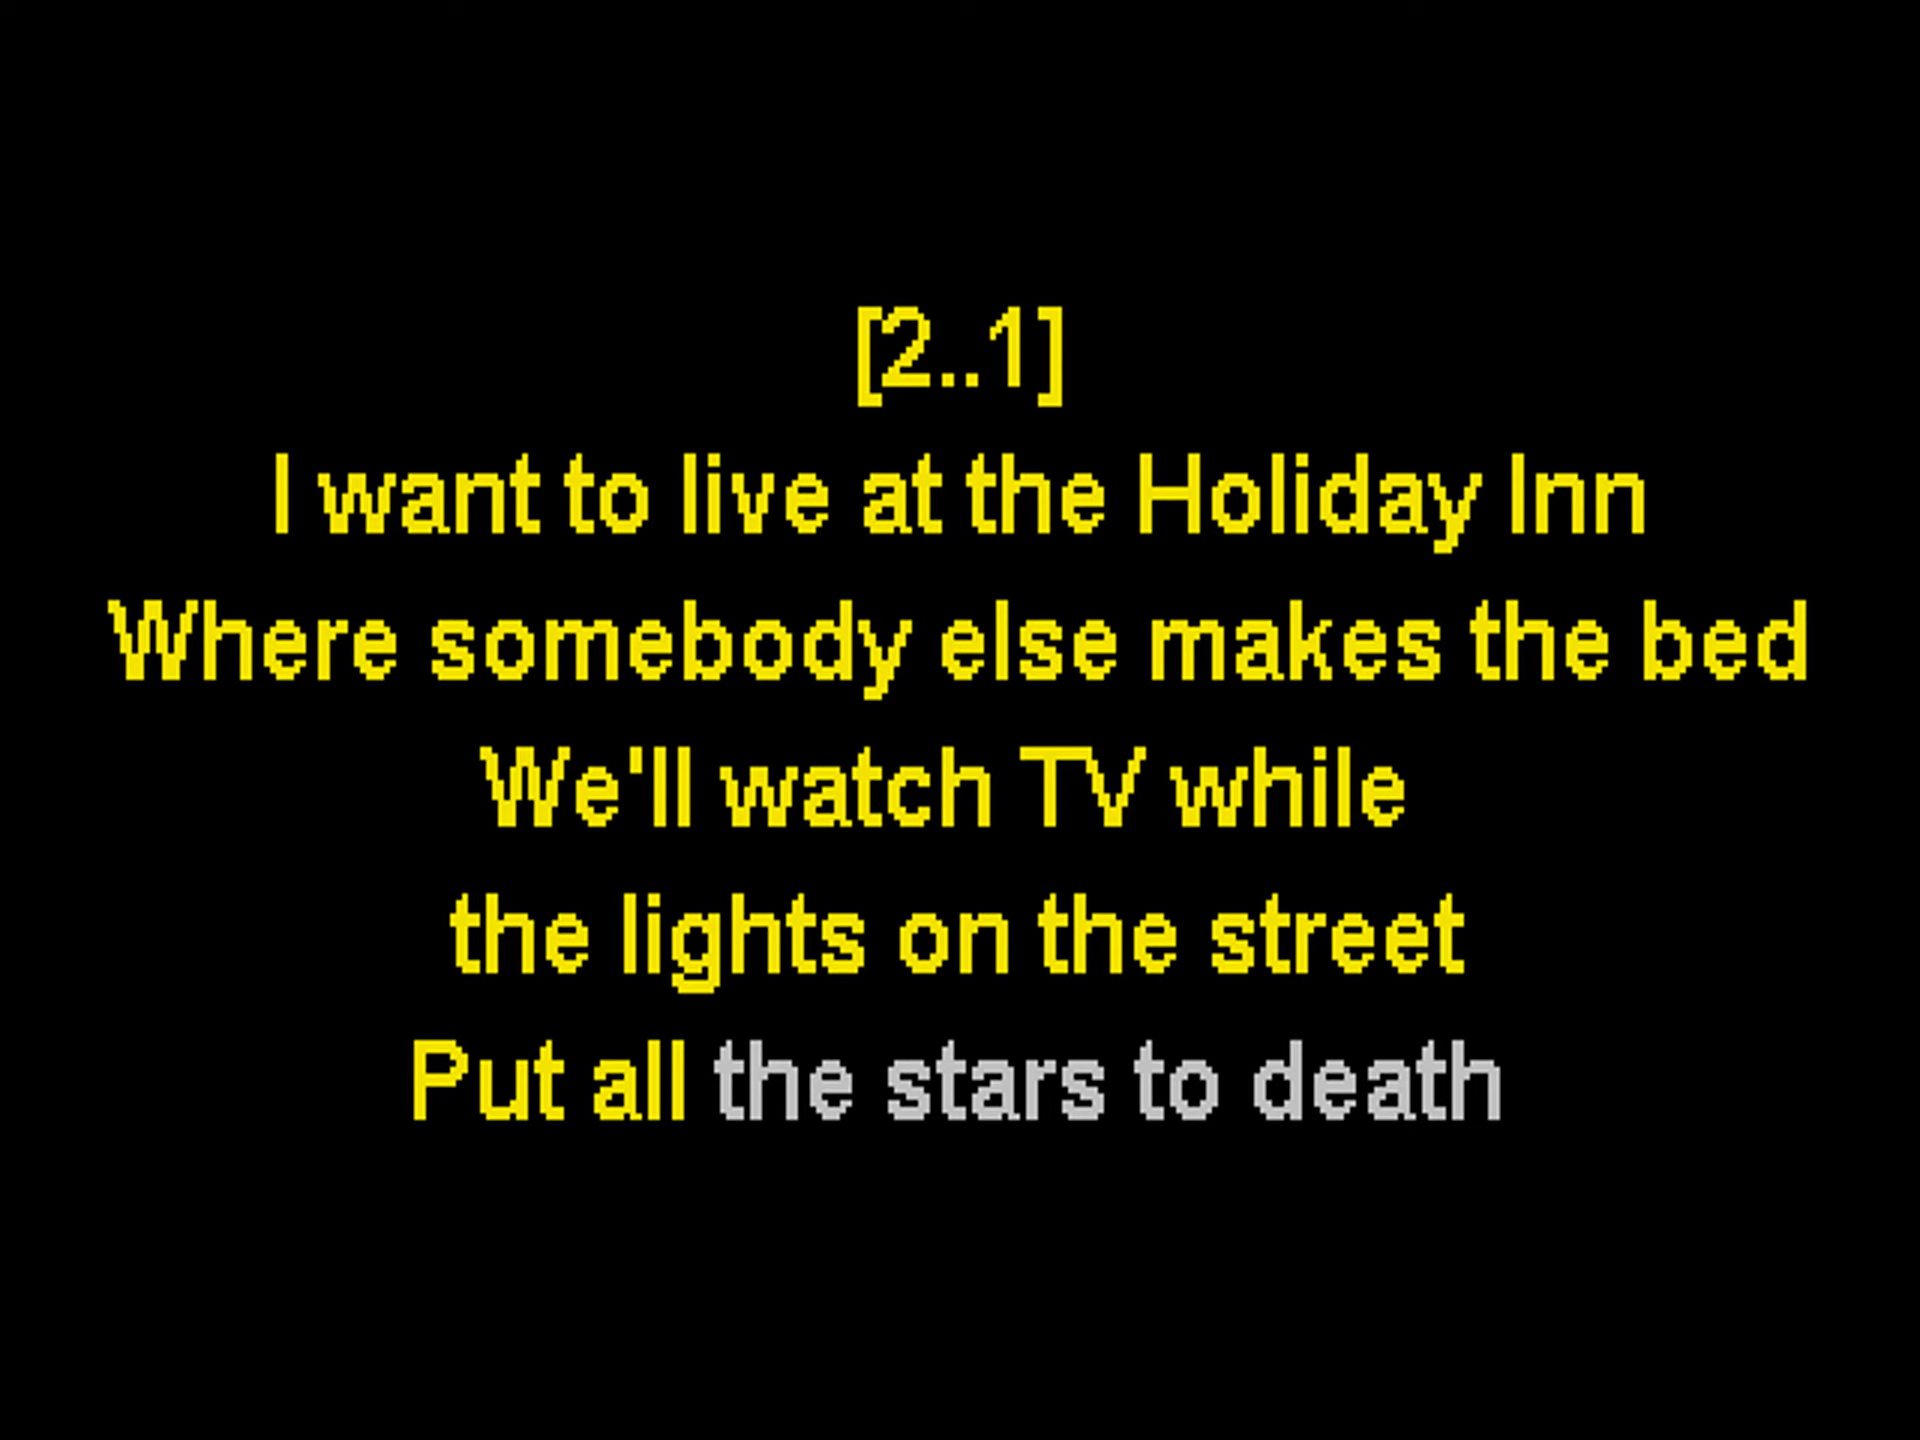 [2..1]
I want to live at the Holiday Inn
Where somebody else makes the bed
We'll watch TV while
the lights on the street
Put all the stars to death